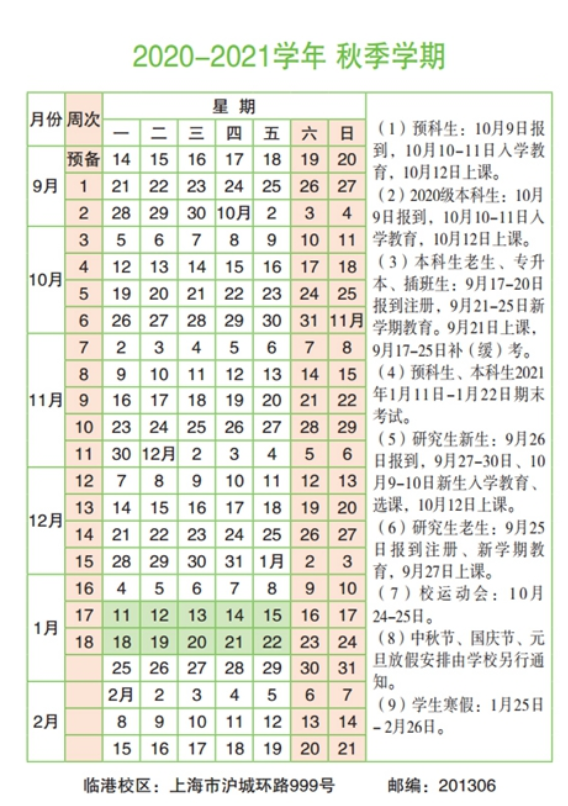 2020-2021学年 秋季学期
月份 周次 星 期
一 二 三 四 五 六 日
9月 预备 14 15 16 17 18 19 20
1 21 22 23 24 25 26 27
2 28 29 30 10月 2 3 4
10月 3 5 6 7 8 9 10 11
4 12 13 14 15 16 17 18
5 19 20 21 22 23 24 25
6 26 27 28 29 30 31 11月
11月 7 2 3 4 5 6 7 8
8 9 10 11 12 13 14 15
9 16 17 18 19 20 21 22
10 23 24 25 26 27 28 29
11 30 12月 2 3 4 5 6
12月 12 7 8 9 10 11 12 13
13 14 15 16 17 18 19 20
14 21 22 23 24 25 26 27
15 28 29 30 31 1月 2 3
1月 16 4 5 6 7 8 9 10
17 11 12 13 14 15 16 17
18 18 19 20 21 22 23 24
25 26 27 28 29 30 31
2月 2月 2 3 4 5 6 7
8 9 10 11 12 13 14
15 16 17 18 19 20 21
（1）预科生：10月9日报
到，10月10-11日入学教
育，10月12日上课。
（2）2020级本科生：10月
9日报到，10月10-11日入
学教育，10月12日上课。
（3）本科生老生、专升
本、插班生：9月17-20日
报到注册，9月21-25日新
学期教育。9月21日上课，
9月17-25日补（缓）考。
（4）预科生、本科生2021
年1月11日-1月22日期末
考试。
（5）研究生新生：9月26
日报到，9月27-30日、10
月9-10日新生入学教育、
选课，10月12日上课。
（6）研究生老生：9月25
日报到注册、新学期教
育，9月27日上课。
（7）校运动会：10月
24-25日。
（8）中秋节、国庆节、元
旦放假安排由学校另行通
知。
（9）学生寒假：1月25日
-2月26日。
临港校区：上海市沪城环路999号 邮编：201306